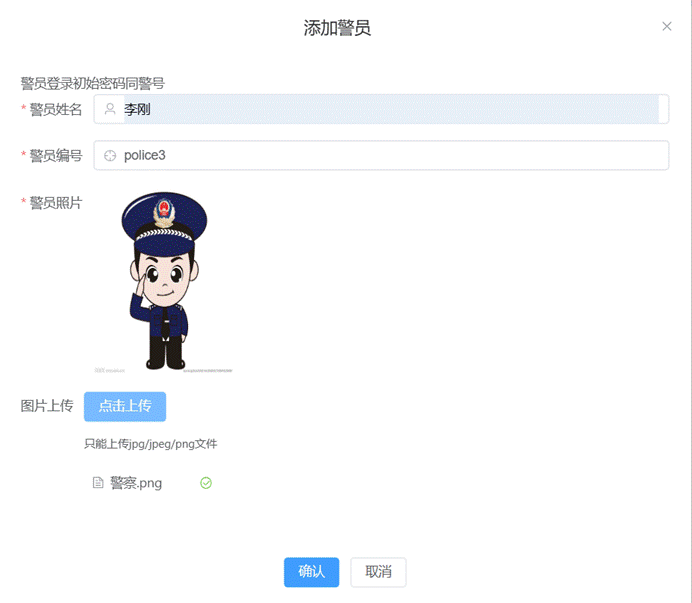 添加警员
警员登录初始密码同警号
* 警员姓名 李刚
* 警员编号 police3
* 警员照片
图片上传 点击上传
只能上传jpg/jpeg/png文件
警察.png
确认 取消